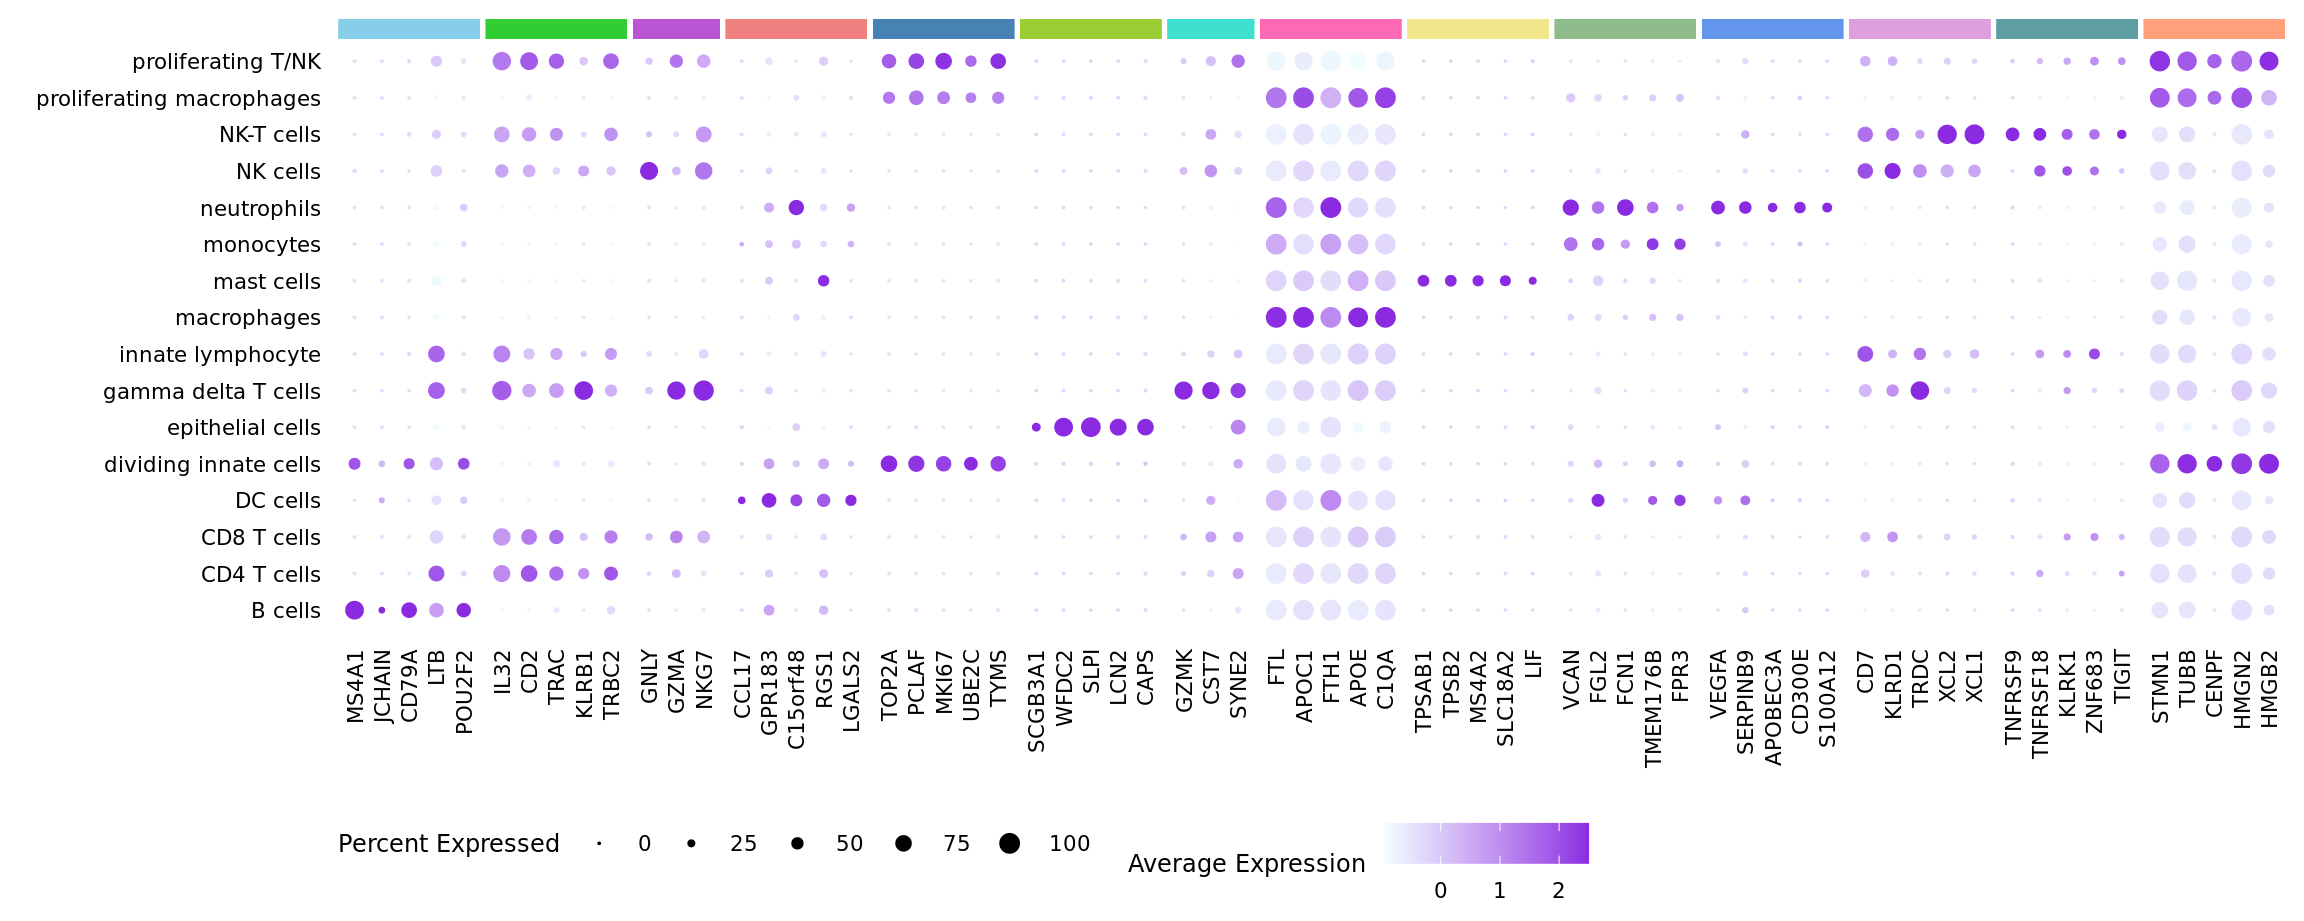 proliferating T/NK
proliferating macrophages
NK-T cells
NK cells
neutrophils
monocytes
mast cells
macrophages
innate lymphocyte
gamma delta T cells
epithelial cells
dividing innate cells
DC cells
CD8 T cells
CD4 T cells
B cells
MS4A1
JCHAIN
CD79A
LTB
POU2F2
IL32
CD2
TRAC
KLRB1
TRBC2
GNLY
GZMA
NKG7
CCL17
GPR183
C15orf48
RGS1
LGALS2
TOP2A
PCLAF
MKI67
UBE2C
TYMS
SCGB3A1
WFDC2
SLPI
LCN2
CAPS
GZMK
CST7
SYNE2
FTL
APOC1
FTH1
APOE
C1QA
TPSAB1
TPSB2
MS4A2
SLC18A2
LIF
VCAN
FGL2
FCN1
TMEM176B
FPR3
VEGFA
SERPINB9
APOBEC3A
CD300E
S100A12
CD7
KLRD1
TRDC
XCL2
XCL1
TNFRSF9
TNFRSF18
KLRK1
ZNF683
TIGIT
STMN1
TUBB
CENPF
HMGN2
HMGB2
Percent Expressed 0 25 50 75 100
Average Expression
0 1 2